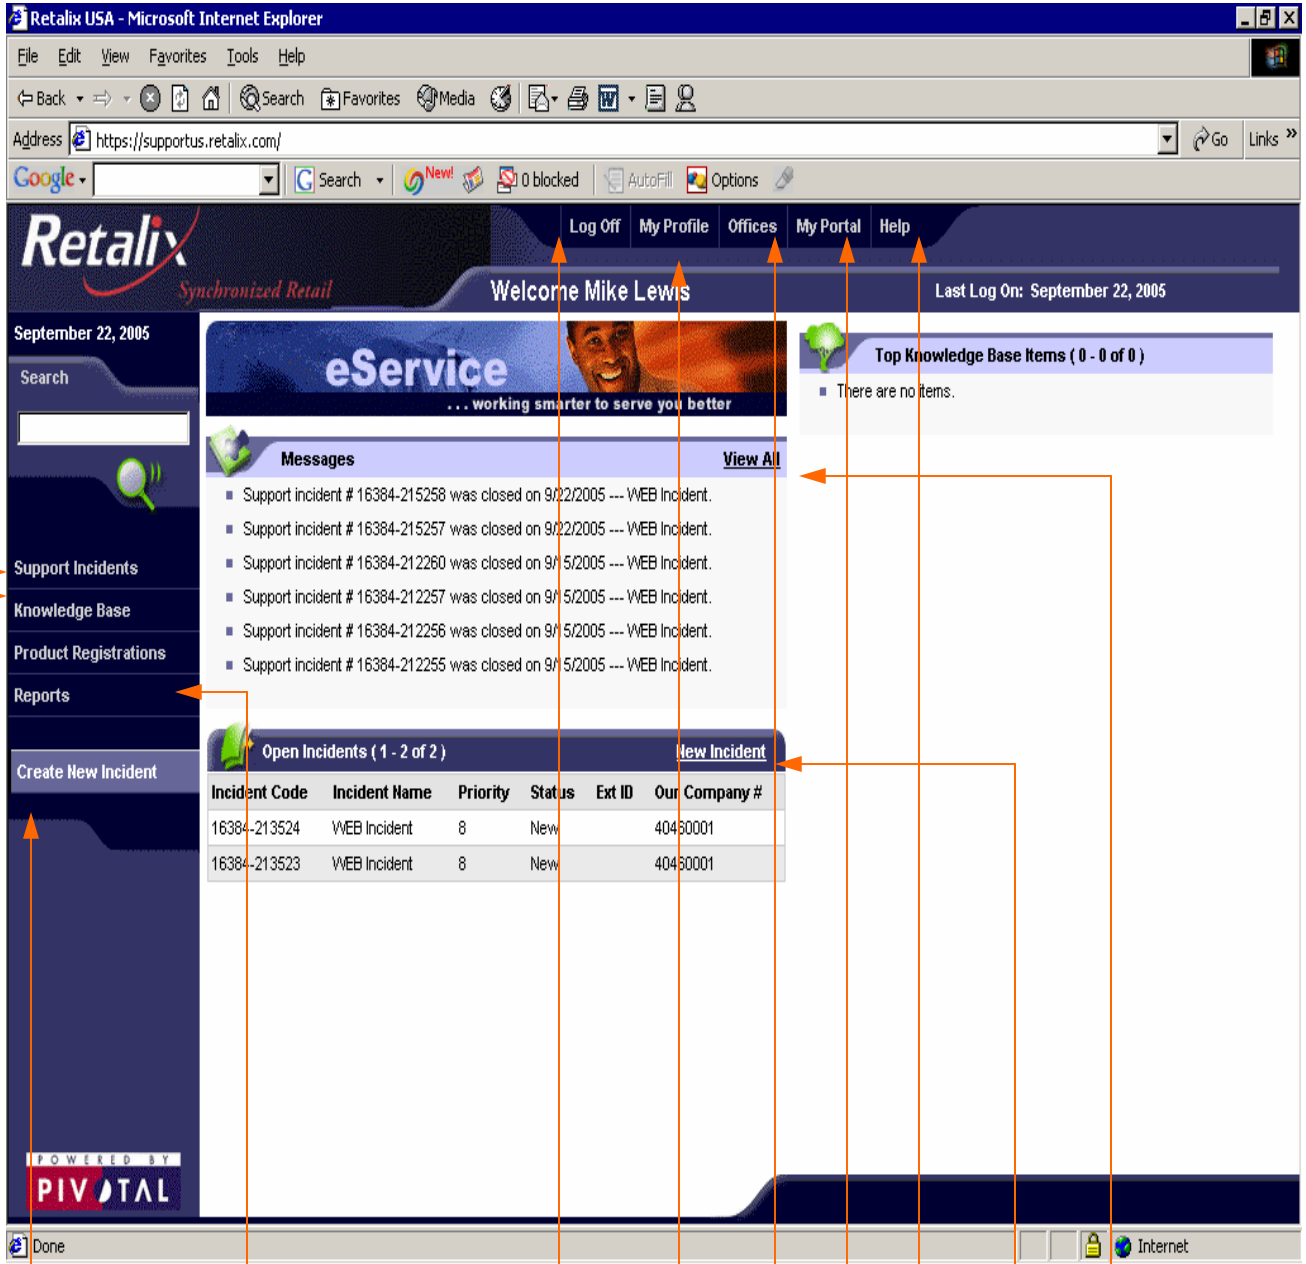 Retalix USA - Microsoft Internet Explorer
File Edit View Favorites Tools Help
Back Search Favorites Media
Address https://supportus.retalix.com/ Go Links »
Google Search New! 0 blocked AutoFill Options
Retalix
Synchronized Retail
Log Off My Profile Offices My Portal Help
Welcome Mike Lewis
Last Log On: September 22, 2005
September 22, 2005
Search
Support Incidents
Knowledge Base
Product Registrations
Reports
Create New Incident
POWERED BY
PIVOTAL
eService
... working smarter to serve you better
Messages View All
Support incident # 16384-215258 was closed on 9/22/2005 --- WEB Incident.
Support incident # 16384-215257 was closed on 9/22/2005 --- WEB Incident.
Support incident # 16384-212260 was closed on 9/15/2005 --- WEB Incident.
Support incident # 16384-212257 was closed on 9/15/2005 --- WEB Incident.
Support incident # 16384-212256 was closed on 9/15/2005 --- WEB Incident.
Support incident # 16384-212255 was closed on 9/15/2005 --- WEB Incident.
Open Incidents ( 1 - 2 of 2 ) New Incident
Incident Code Incident Name Priority Status Ext ID Our Company #
16384-213524 WEB Incident 8 New 40460001
16384-213523 WEB Incident 8 New 40460001
Top Knowledge Base Items ( 0 - 0 of 0 )
There are no items.
Done Internet